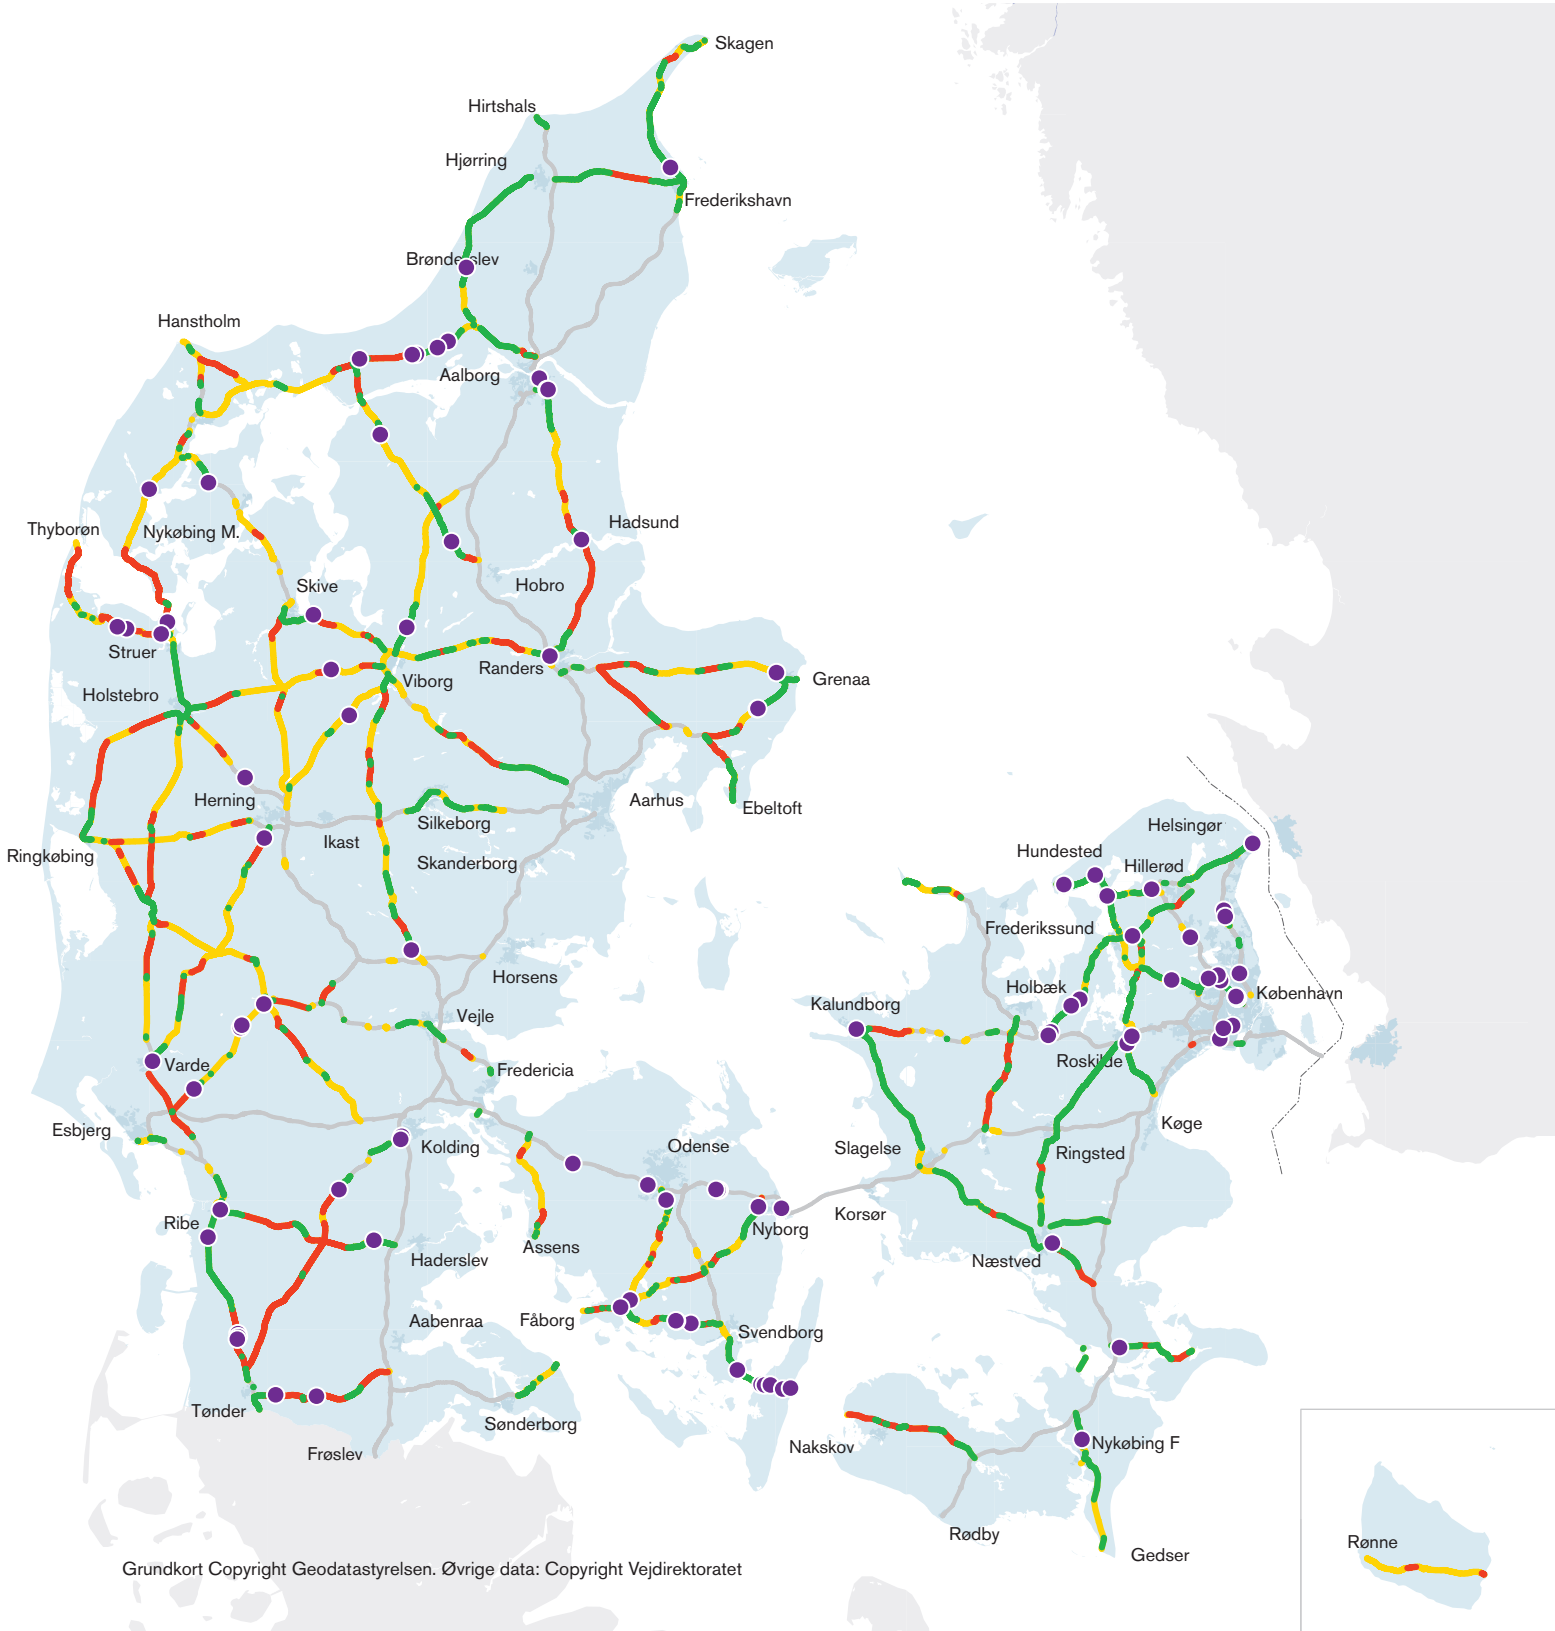 Skagen
Hirtshals
Hjørring
Frederikshavn
Brønderslev
Hanstholm
Aalborg
Thyborøn
Nykøbing M.
Hadsund
Skive
Hobro
Struer
Randers
Viborg
Grenaa
Holstebro
Herning
Aarhus
Ebeltoft
Silkeborg
Ikast
Ringkøbing
Skanderborg
Helsingør
Hundested
Hillerød
Frederikssund
Horsens
Holbæk
København
Kalundborg
Vejle
Varde
Fredericia
Roskilde
Esbjerg
Kolding
Odense
Slagelse
Ringsted
Køge
Ribe
Nyborg
Korsør
Assens
Haderslev
Næstved
Aabenraa
Fåborg
Svendborg
Tønder
Sønderborg
Nakskov
Nykøbing F
Frøslev
Rødby
Gedser
Rønne
Grundkort Copyright Geodatastyrelsen. Øvrige data: Copyright Vejdirektoratet